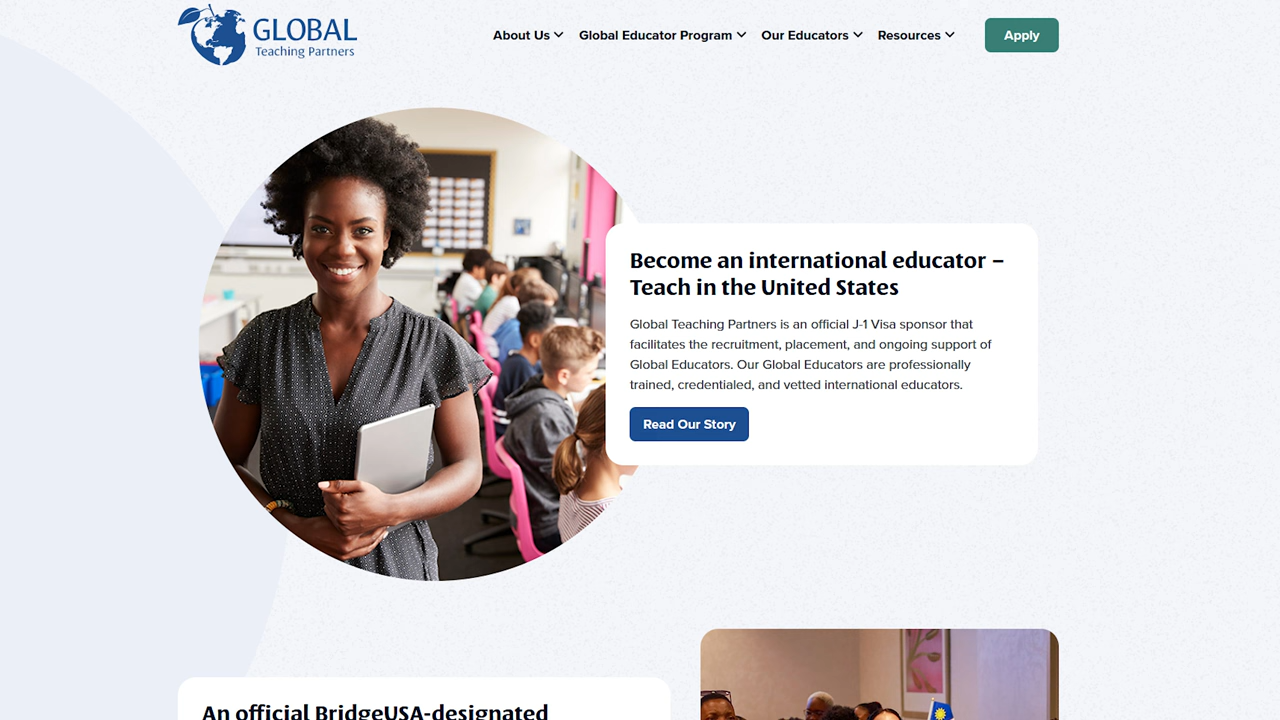 GLOBAL
Teaching Partners
About Us
Global Educator Program
Our Educators
Resources
Apply
Become an international educator –
Teach in the United States
Global Teaching Partners is an official J-1 Visa sponsor that
facilitates the recruitment, placement, and ongoing support of
Global Educators. Our Global Educators are professionally
trained, credentialed, and vetted international educators.
Read Our Story
An official BridgeUSA-designated